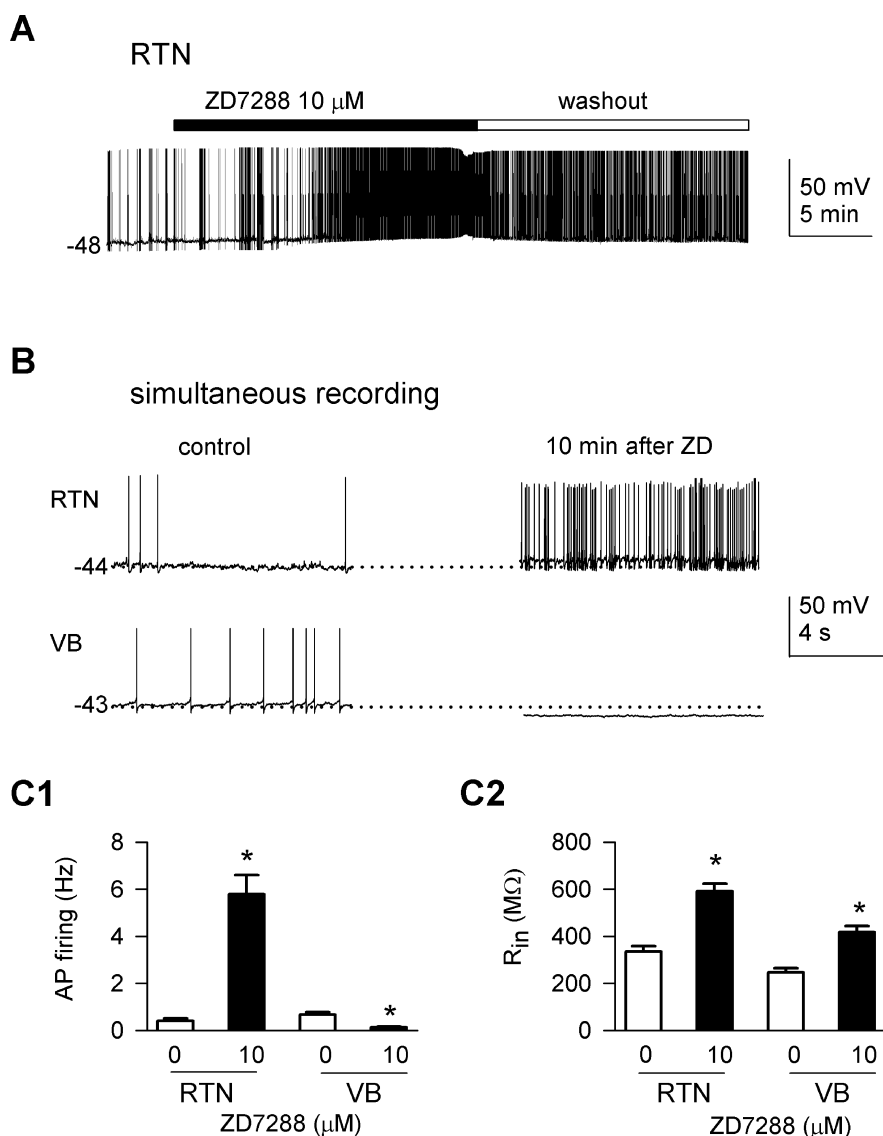 A
RTN
ZD7288 10 μM
washout
-48
50 mV
5 min
B
simultaneous recording
control
10 min after ZD
RTN
-44
50 mV
4 s
VB
-43
C1
AP firing (Hz)
8
6
4
2
0
*
*
0 10 0 10
RTN VB
ZD7288 (μM)
C2
Rin (MΩ)
800
600
400
200
0
*
*
0 10 0 10
RTN VB
ZD7288 (μM)